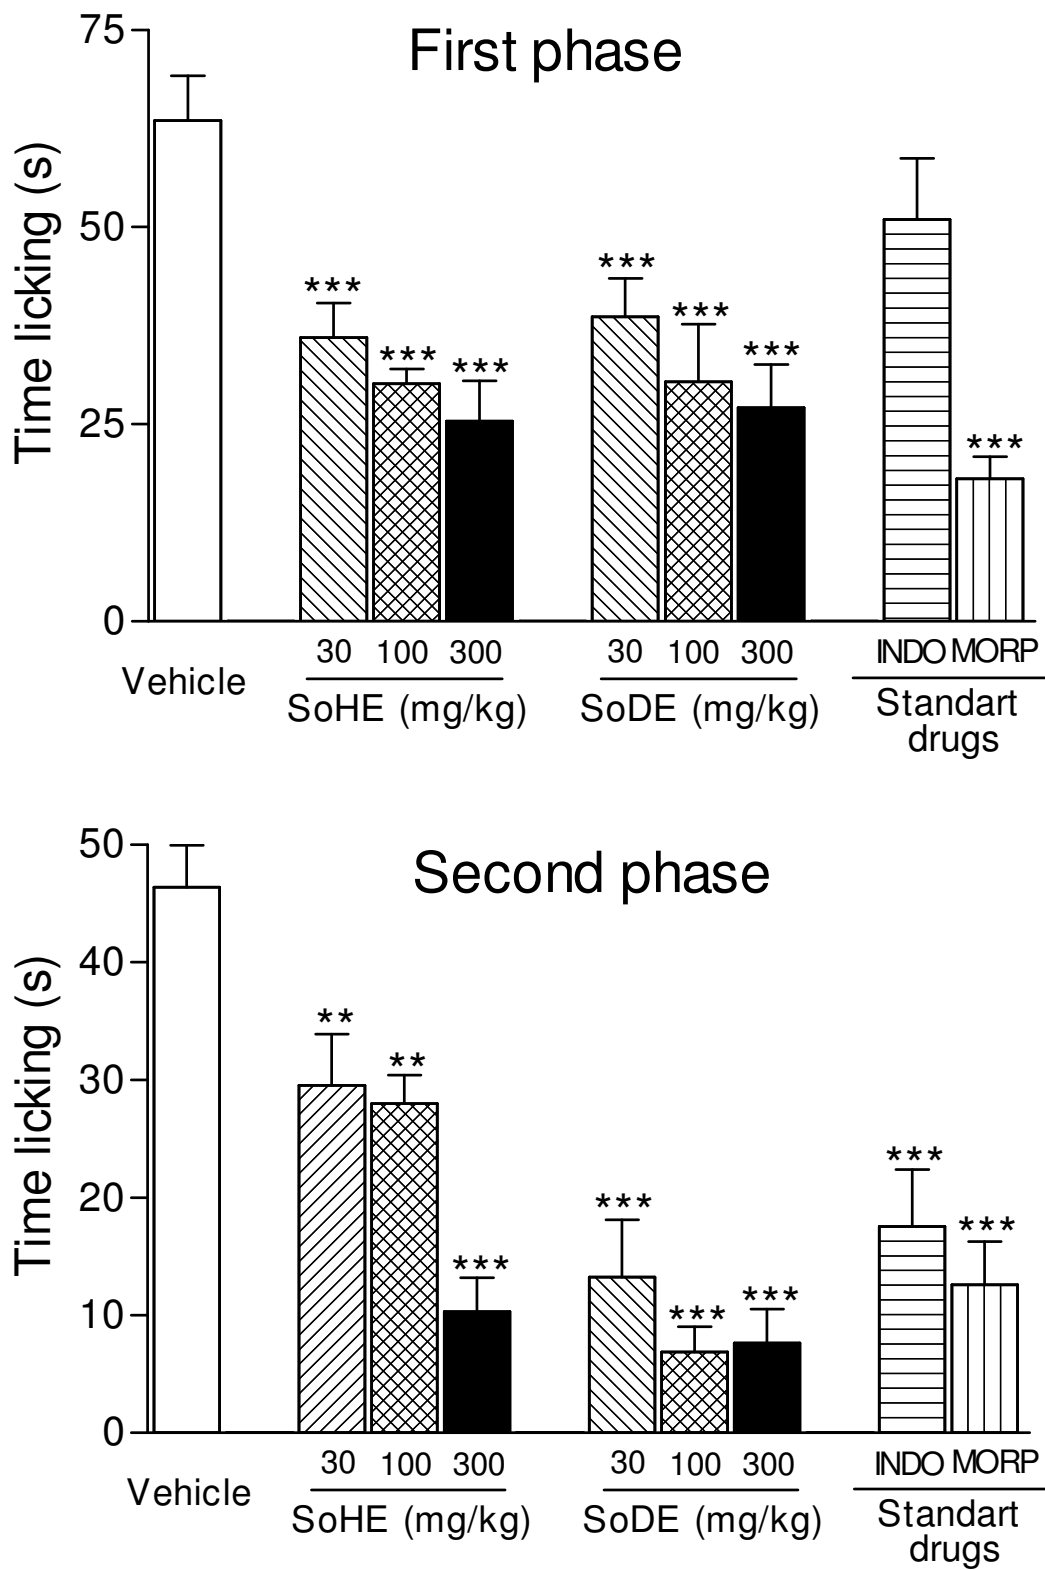 First phase
Time licking (s)
75
50
25
0
***
***
***
***
***
***
***
30 100 300 30 100 300 INDO MORP
Vehicle
SoHE (mg/kg) SoDE (mg/kg) Standart
drugs
Second phase
Time licking (s)
50
40
30
20
10
0
**
**
***
***
***
***
***
***
30 100 300 30 100 300 INDO MORP
Vehicle
SoHE (mg/kg) SoDE (mg/kg) Standart
drugs